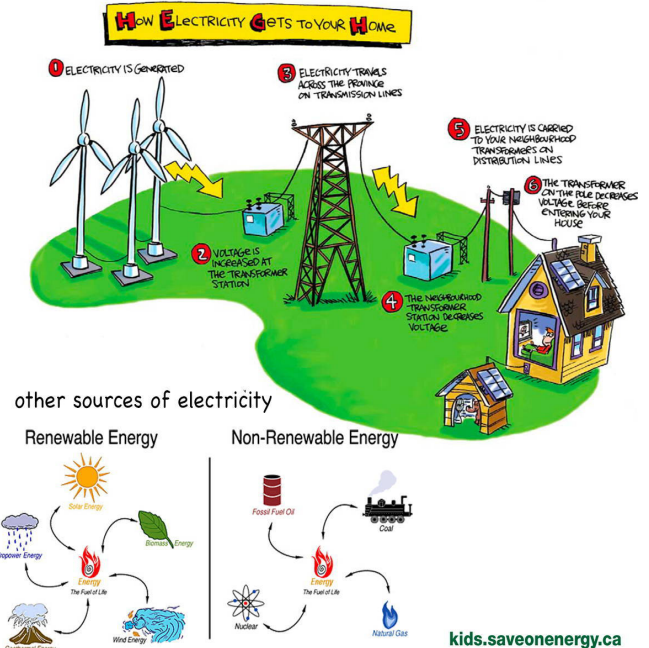 How Electricity Gets to Your Home
1 ELECTRICITY IS GENERATED
2 VOLTAGE IS
INCREASED AT
THE TRANSFORMER
STATION
3 ELECTRICITY TRAVELS
ACROSS THE PROVINCE
ON TRANSMISSION LINES
4 THE NEIGHBOURHOOD
TRANSFORMER
STATION DECREASES
VOLTAGE
5 ELECTRICITY IS CARRIED
TO YOUR NEIGHBOURHOOD
TRANSFORMERS ON
DISTRIBUTION LINES
6 THE TRANSFORMER
ON THE POLE DECREASES
VOLTAGE BEFORE
ENTERING YOUR
HOUSE
other sources of electricity
Renewable Energy
Solar Energy
Biomass Energy
ropower Energy
Energy
The Fuel of Life
Wind Energy
Non-Renewable Energy
Fossil Fuel Oil
Coal
Energy
The Fuel of Life
Nuclear
Natural Gas
kids.saveonenergy.ca